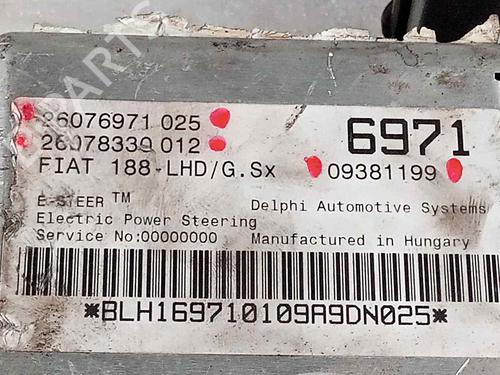 26076971 025
6971
26078339 012
FIAT 188-LHD/G.Sx
09381199
E-STEER™
Delphi Automotive Systems
Electric Power Steering
Service No:00000000 Manufactured in Hungary
*BLH169710109A9DN025*